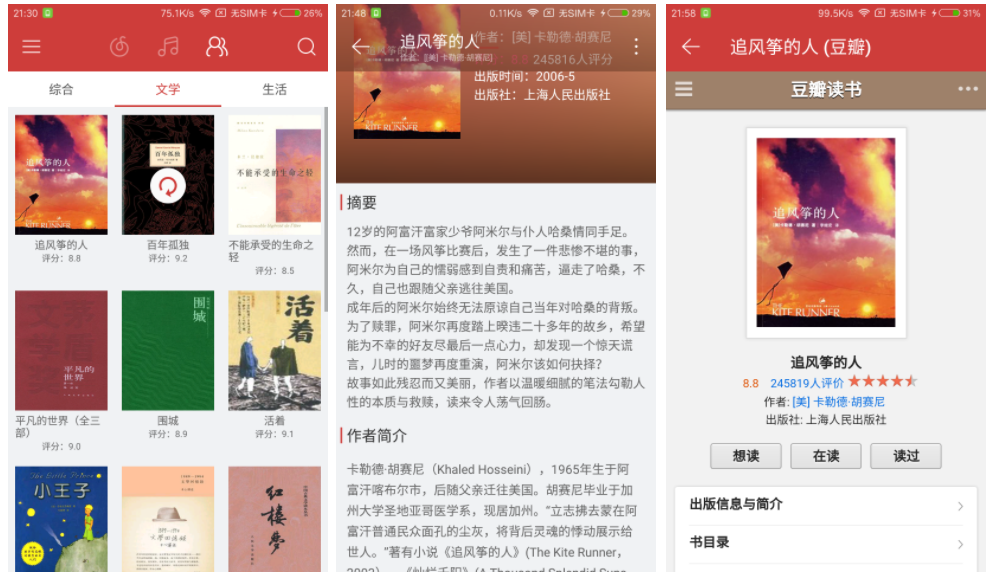 21:30
75.1K/s
无SIM卡
26%
综合
文学
生活
追风筝的人
KITE RUNNER
百年孤独
不能承受的生命之轻
追风筝的人
评分：8.8
百年孤独
评分：9.2
不能承受的生命之
轻
评分：8.5
平凡的
世界
围城
活着
平凡的世界（全三
部）
评分：9.0
围城
评分：8.9
活着
评分：9.1
The Little Prince
小王子
红楼梦
21:48
0.11K/s
无SIM卡
29%
追风筝的人
作者：[美] 卡勒德·胡赛尼
作者：[美] 卡勒德·胡赛尼
8.8 245816人评分
出版时间：2006-5
出版社：上海人民出版社
KITE RUNNER
摘要
12岁的阿富汗富家少爷阿米尔与仆人哈桑情同手足。
然而，在一场风筝比赛后，发生了一件悲惨不堪的事，
阿米尔为自己的懦弱感到自责和痛苦，逼走了哈桑，不
久，自己也跟随父亲逃往美国。
成年后的阿米尔始终无法原谅自己当年对哈桑的背叛。
为了赎罪，阿米尔再度踏上暌违二十多年的故乡，希望
能为不幸的好友尽最后一点心力，却发现一个惊天谎
言，儿时的噩梦再度重演，阿米尔该如何抉择？
故事如此残忍而又美丽，作者以温暖细腻的笔法勾勒人
性的本质与救赎，读来令人荡气回肠。
作者简介
卡勒德·胡赛尼（Khaled Hosseini），1965年生于阿
富汗喀布尔市，后随父亲迁往美国。胡赛尼毕业于加
州大学圣地亚哥医学系，现居加州。“立志拂去蒙在阿
富汗普通民众面孔的尘灰，将背后灵魂的悸动展示给
世人。”著有小说《追风筝的人》(The Kite Runner，
2003）、《灿烂千阳》(A Thousand Splendid Suns
21:58
99.5K/s
无SIM卡
31%
追风筝的人 (豆瓣)
豆瓣读书
追风筝的人
KITE RUNNER
追风筝的人
8.8 245819人评价
作者: [美] 卡勒德·胡赛尼
出版社: 上海人民出版社
想读
在读
读过
出版信息与简介
书目录